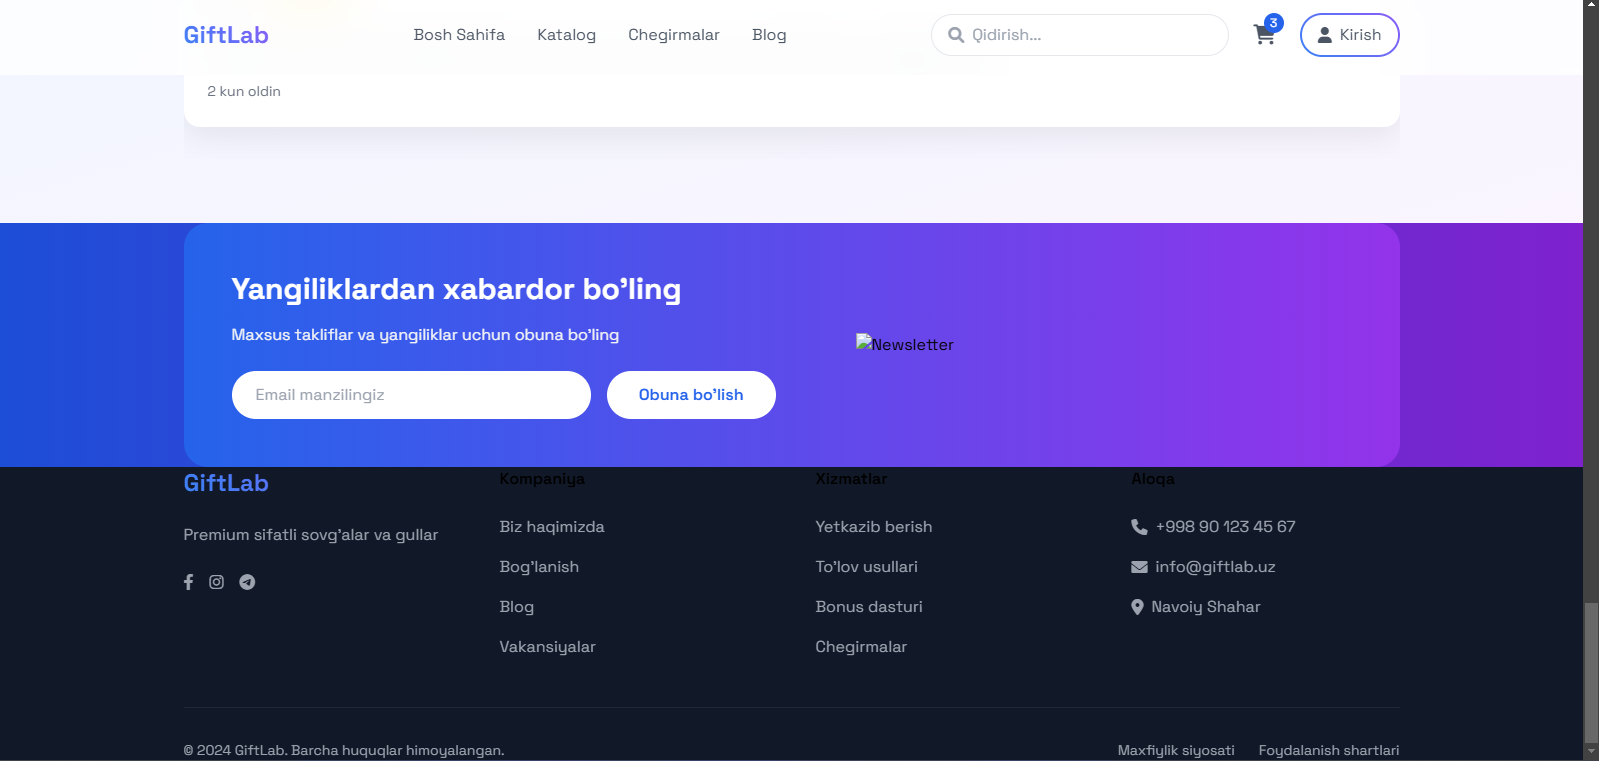 GiftLab
Bosh Sahifa
Katalog
Chegirmalar
Blog
Qidirish...
3
Kirish
2 kun oldin
Yangiliklardan xabardor bo'ling
Maxsus takliflar va yangiliklar uchun obuna bo'ling
Newsletter
Email manzilingiz
Obuna bo'lish
GiftLab
Premium sifatli sovg'alar va gullar
Kompaniya
Biz haqimizda
Bog'lanish
Blog
Vakansiyalar
Xizmatlar
Yetkazib berish
To'lov usullari
Bonus dasturi
Chegirmalar
Aloqa
+998 90 123 45 67
info@giftlab.uz
Navoiy Shahar
© 2024 GiftLab. Barcha huquqlar himoyalangan.
Maxfiylik siyosati
Foydalanish shartlari